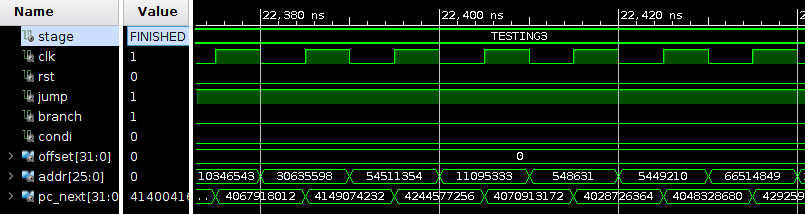 Name Value 22,380 ns 22,400 ns 22,420 ns
stage FINISHED TESTING3
clk 1
rst 0
jump 1
branch 1
condi 0
offset[31:0] 0 0
addr[25:0] 0 10346543 30635598 54511354 11095333 548631 5449210 66514849
pc_next[31:0 41400416 ... 4067918012 4149074232 4244577256 4070913172 4028726364 4048328680 429253